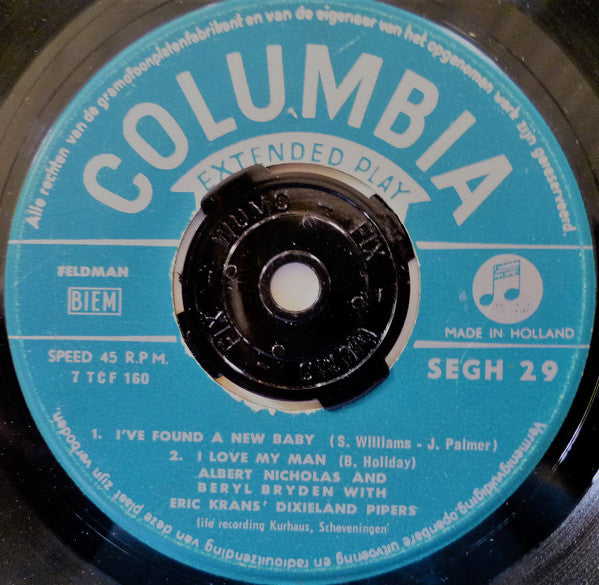 Alle rechten van de gramofoonplatenfabrikant en van de eigenaar van het opgenomen werk zijn gereserveerd.
COLUMBIA
EXTENDED PLAY
FELDMAN
BIEM
SPEED 45 R.P.M.
7 TCF 160
MADE IN HOLLAND
SEGH 29
1. I'VE FOUND A NEW BABY (S. Williams - J. Palmer)
2. I LOVE MY MAN (B. Holiday)
ALBERT NICHOLAS AND
BERYL BRYDEN WITH
ERIC KRANS' DIXIELAND PIPERS
life recording Kurhaus, Scheveningen
Vermenigvuldiging, openbare uitvoering en radiouitzending van deze plaat zijn verboden.
FIX
FIX